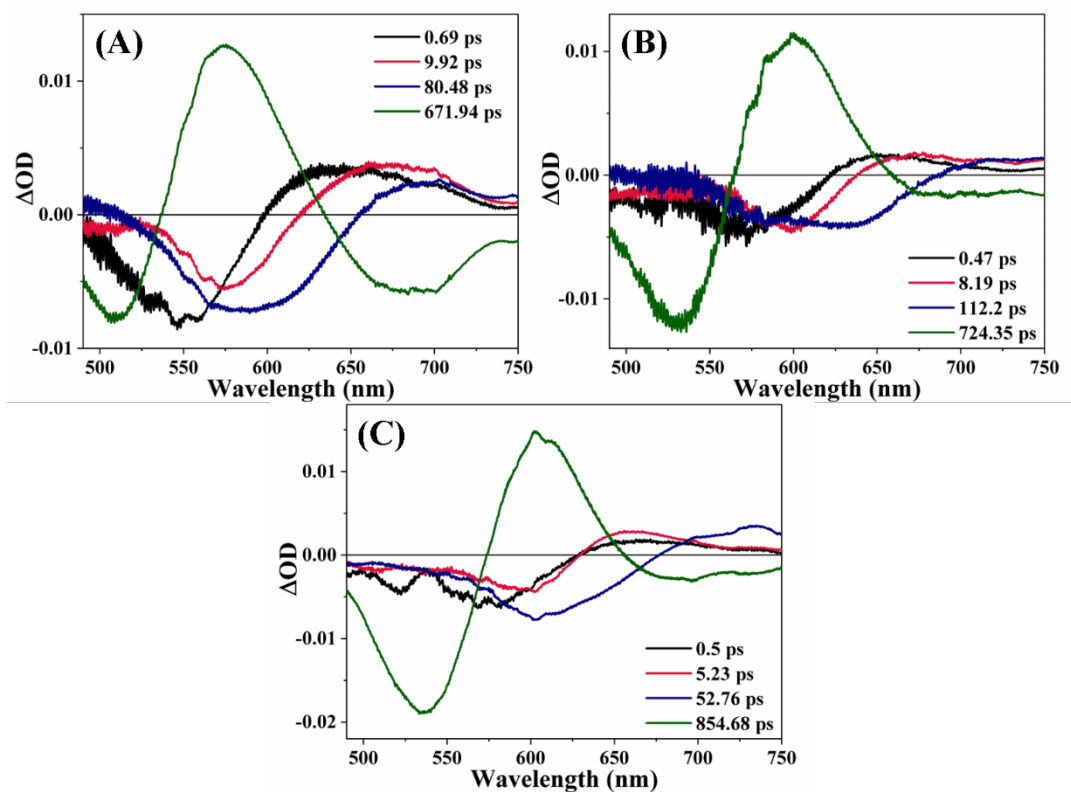 (A)
0.69 ps
9.92 ps
80.48 ps
671.94 ps
0.01
0.00
-0.01
ΔOD
500 550 600 650 700 750
Wavelength (nm)
(B)
0.47 ps
8.19 ps
112.2 ps
724.35 ps
0.01
0.00
-0.01
ΔOD
500 550 600 650 700 750
Wavelength (nm)
(C)
0.5 ps
5.23 ps
52.76 ps
854.68 ps
0.01
0.00
-0.01
-0.02
ΔOD
500 550 600 650 700 750
Wavelength (nm)